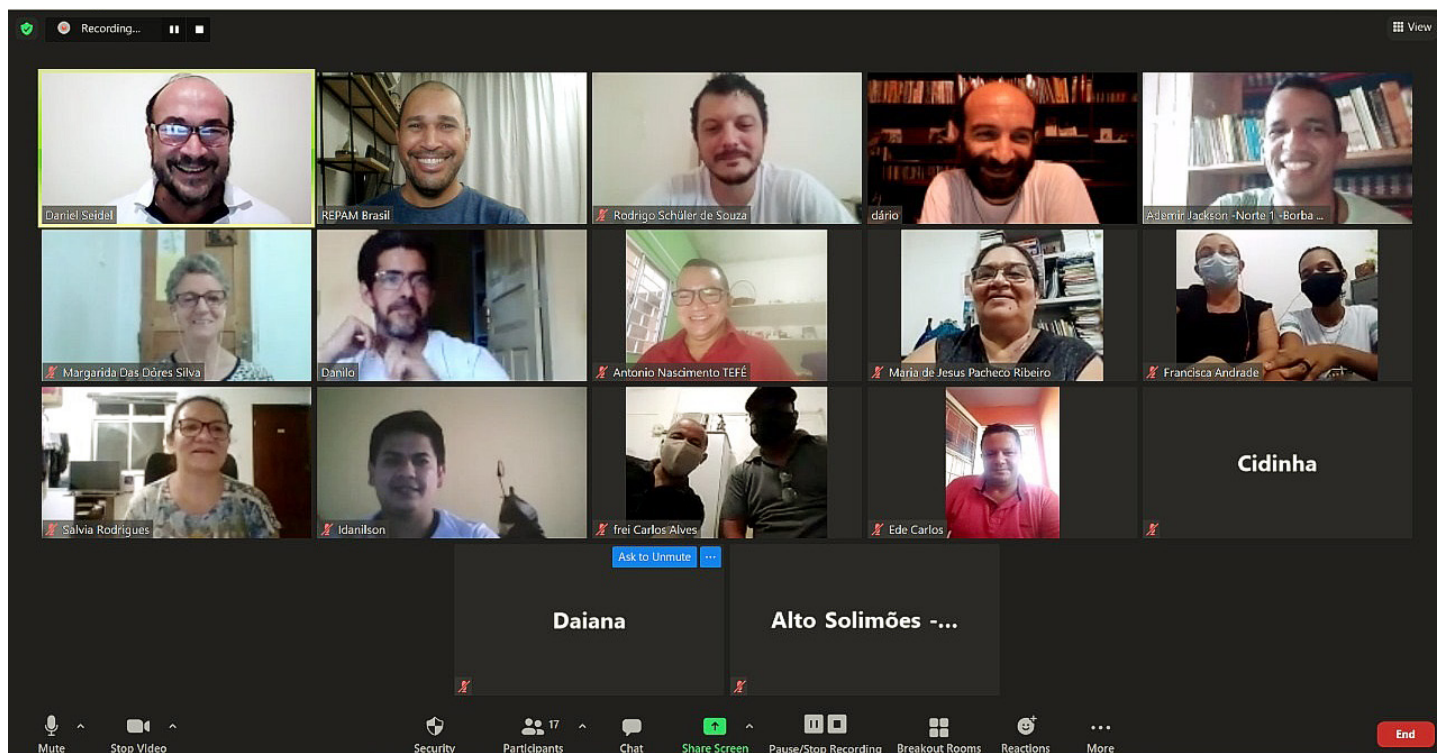 Recording...
View
Daniel Seidel
REPAM Brasil
Rodrigo Schüler de Souza
dário
Ademir Jackson -Norte 1 -Borba ...
Margarida Das Dôres Silva
Danilo
Antonio Nascimento TEFÉ
Maria de Jesus Pacheco Ribeiro
Francisca Andrade
Salvia Rodrigues
Idanilson
frei Carlos Alves
Ede Carlos
Cidinha
Ask to Unmute ...
Daiana
Alto Solimões -...
Mute
Stop Video
Security
Participants
17
Chat
Share Screen
Pause/Stop Recording
Breakout Rooms
Reactions
More
End